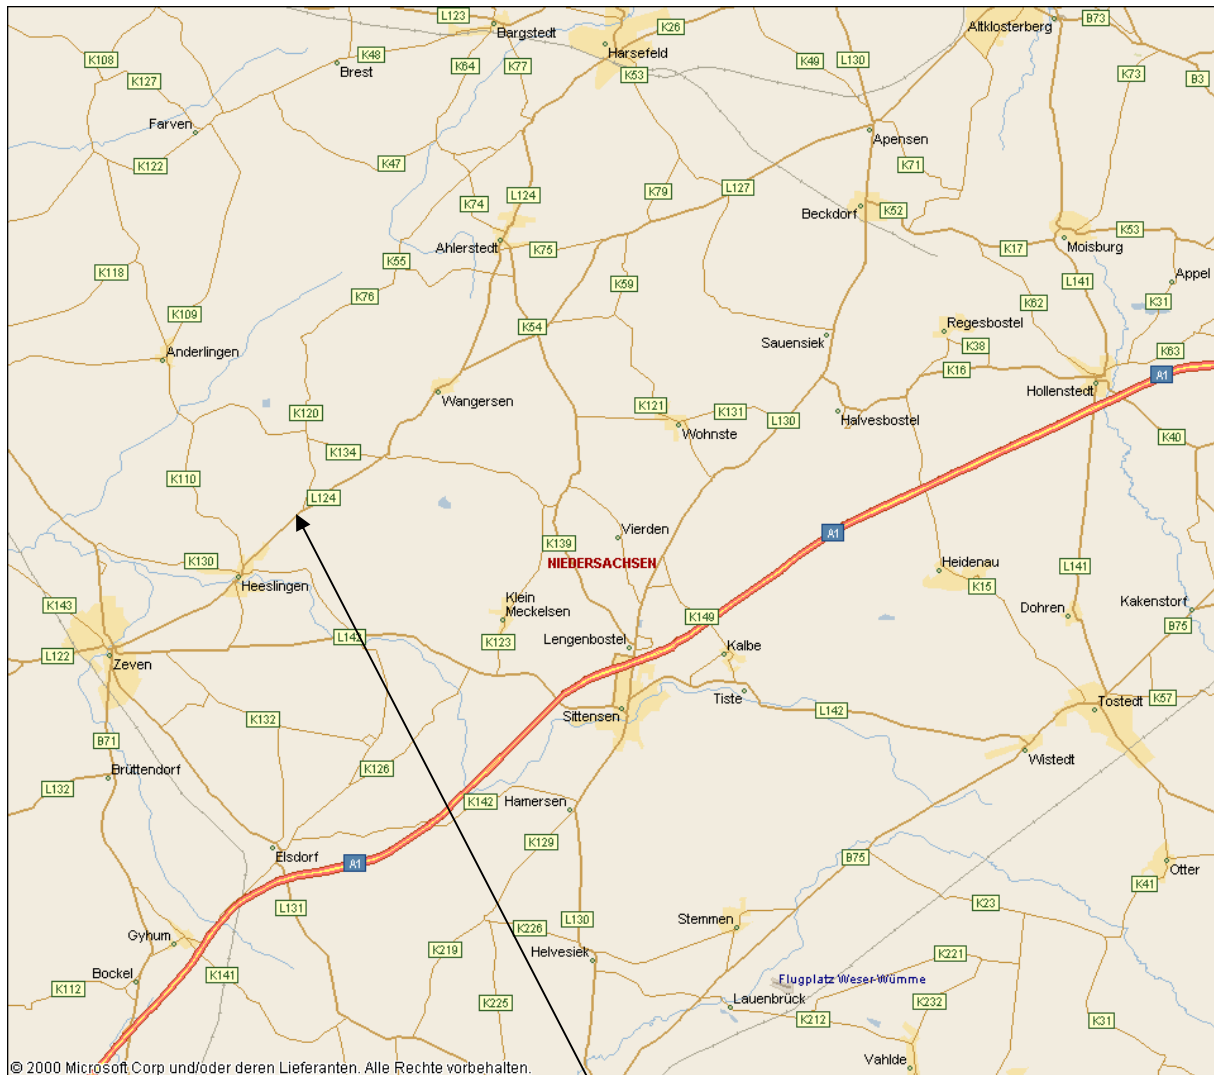 L123
K26
Altklosterberg
B73
Bargstedt
Harsefeld
K108
K48
K64
K77
K53
K49
L130
K73
B3
Brest
K127
Farven
K122
K47
Apensen
K71
K74
L124
K79
L127
Beckdorf
K52
K53
Ahlerstedt
K75
K17
Moisburg
K118
K55
K76
K59
L141
Appel
K31
K62
K109
K54
Regesbostel
Sauensiek
K38
K63
Anderlingen
K16
A1
Hollenstedt
Wangersen
K120
K121
K131
L130
Halvesbostel
Wohnste
K40
K134
K110
L124
Vierden
A1
K139
NIEDERSACHSEN
K130
Heeslingen
Heidenau
L141
K15
K143
Klein
Meckelsen
Dohren
Kakenstorf
K149
B75
L142
K123
Lengenbostel
Kalbe
L122
Zeven
Tiste
K57
Tostedt
K132
Sittensen
L142
B71
Wistedt
K126
Brüttendorf
L132
K142
Hamersen
K129
Elsdorf
A1
B75
Otter
K41
L131
K23
Stemmen
L130
K226
Gyhum
K219
Helvesiek
K221
K141
Bockel
K112
Flugplatz Weser-Wümme
K225
Lauenbrück
K232
K212
K31
Vahlde
© 2000 Microsoft Corp und/oder deren Lieferanten. Alle Rechte vorbehalten.